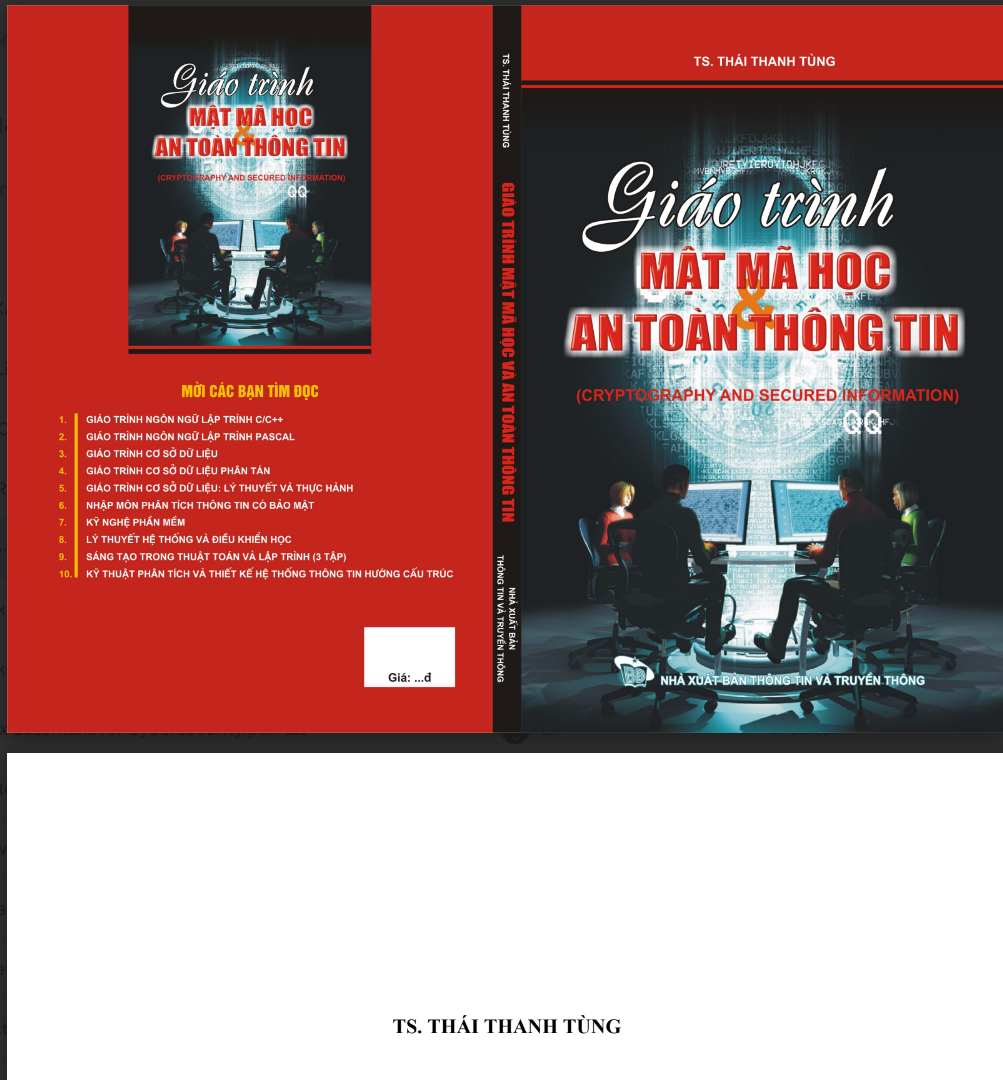 Giáo trình
MẬT MÃ HỌC
&
AN TOÀN THÔNG TIN
(CRYPTOGRAPHY AND SECURED INFORMATION)
QQ
MỜI CÁC BẠN TÌM ĐỌC
1. GIÁO TRÌNH NGÔN NGỮ LẬP TRÌNH C/C++
2. GIÁO TRÌNH NGÔN NGỮ LẬP TRÌNH PASCAL
3. GIÁO TRÌNH CƠ SỞ DỮ LIỆU
4. GIÁO TRÌNH CƠ SỞ DỮ LIỆU PHÂN TÁN
5. GIÁO TRÌNH CƠ SỞ DỮ LIỆU: LÝ THUYẾT VÀ THỰC HÀNH
6. NHẬP MÔN PHÂN TÍCH THÔNG TIN CÓ BẢO MẬT
7. KỸ NGHỆ PHẦN MỀM
8. LÝ THUYẾT HỆ THỐNG VÀ ĐIỀU KHIỂN HỌC
9. SÁNG TẠO TRONG THUẬT TOÁN VÀ LẬP TRÌNH (3 TẬP)
10. KỸ THUẬT PHÂN TÍCH VÀ THIẾT KẾ HỆ THỐNG THÔNG TIN HƯỚNG CẤU TRÚC
Giá: ...đ
TS. THÁI THANH TÙNG
GIÁO TRÌNH MẬT MÃ HỌC VÀ AN TOÀN THÔNG TIN
NHÀ XUẤT BẢN
THÔNG TIN VÀ TRUYỀN THÔNG
TS. THÁI THANH TÙNG
Giáo trình
MẬT MÃ HỌC
&
AN TOÀN THÔNG TIN
(CRYPTOGRAPHY AND SECURED INFORMATION)
QQ
NHÀ XUẤT BẢN THÔNG TIN VÀ TRUYỀN THÔNG
TS. THÁI THANH TÙNG